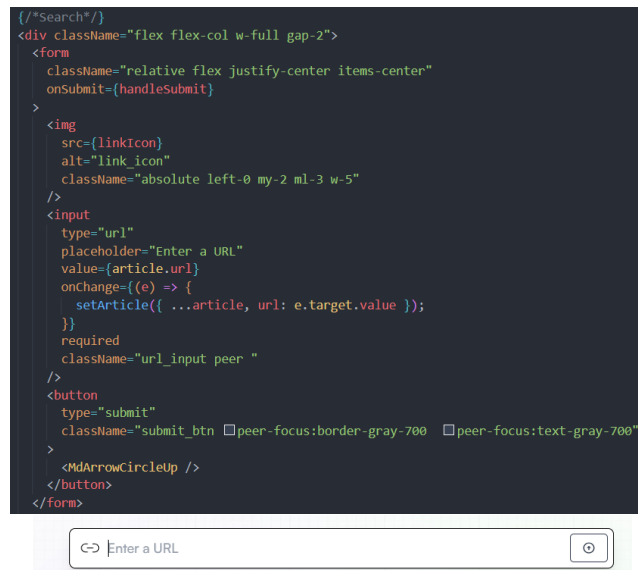 {/*Search*/}
<div className="flex flex-col w-full gap-2">
<form
className="relative flex justify-center items-center"
onSubmit={handleSubmit}
>
<img
src={linkIcon}
alt="link_icon"
className="absolute left-0 my-2 ml-3 w-5"
/>
<input
type="url"
placeholder="Enter a URL"
value={article.url}
onChange={(e) => {
setArticle({ ...article, url: e.target.value });
}}
required
className="url_input peer "
/>
<button
type="submit"
className="submit_btn peer-focus:border-gray-700 peer-focus:text-gray-700"
>
<MdArrowCircleUp />
</button>
</form>
Enter a URL